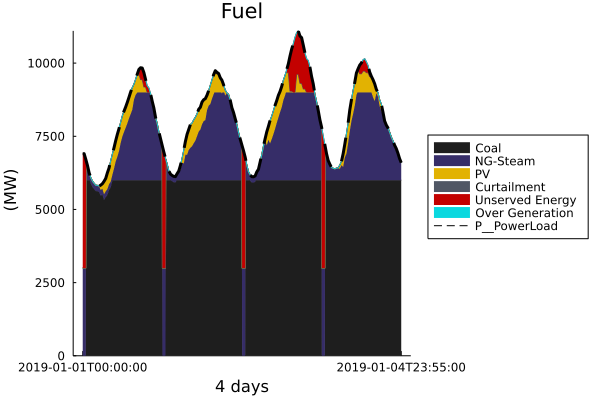 Fuel
10000
7500
5000
2500
0
(MW)
2019-01-01T00:00:00
2019-01-04T23:55:00
4 days
Coal
NG-Steam
PV
Curtailment
Unserved Energy
Over Generation
P__PowerLoad